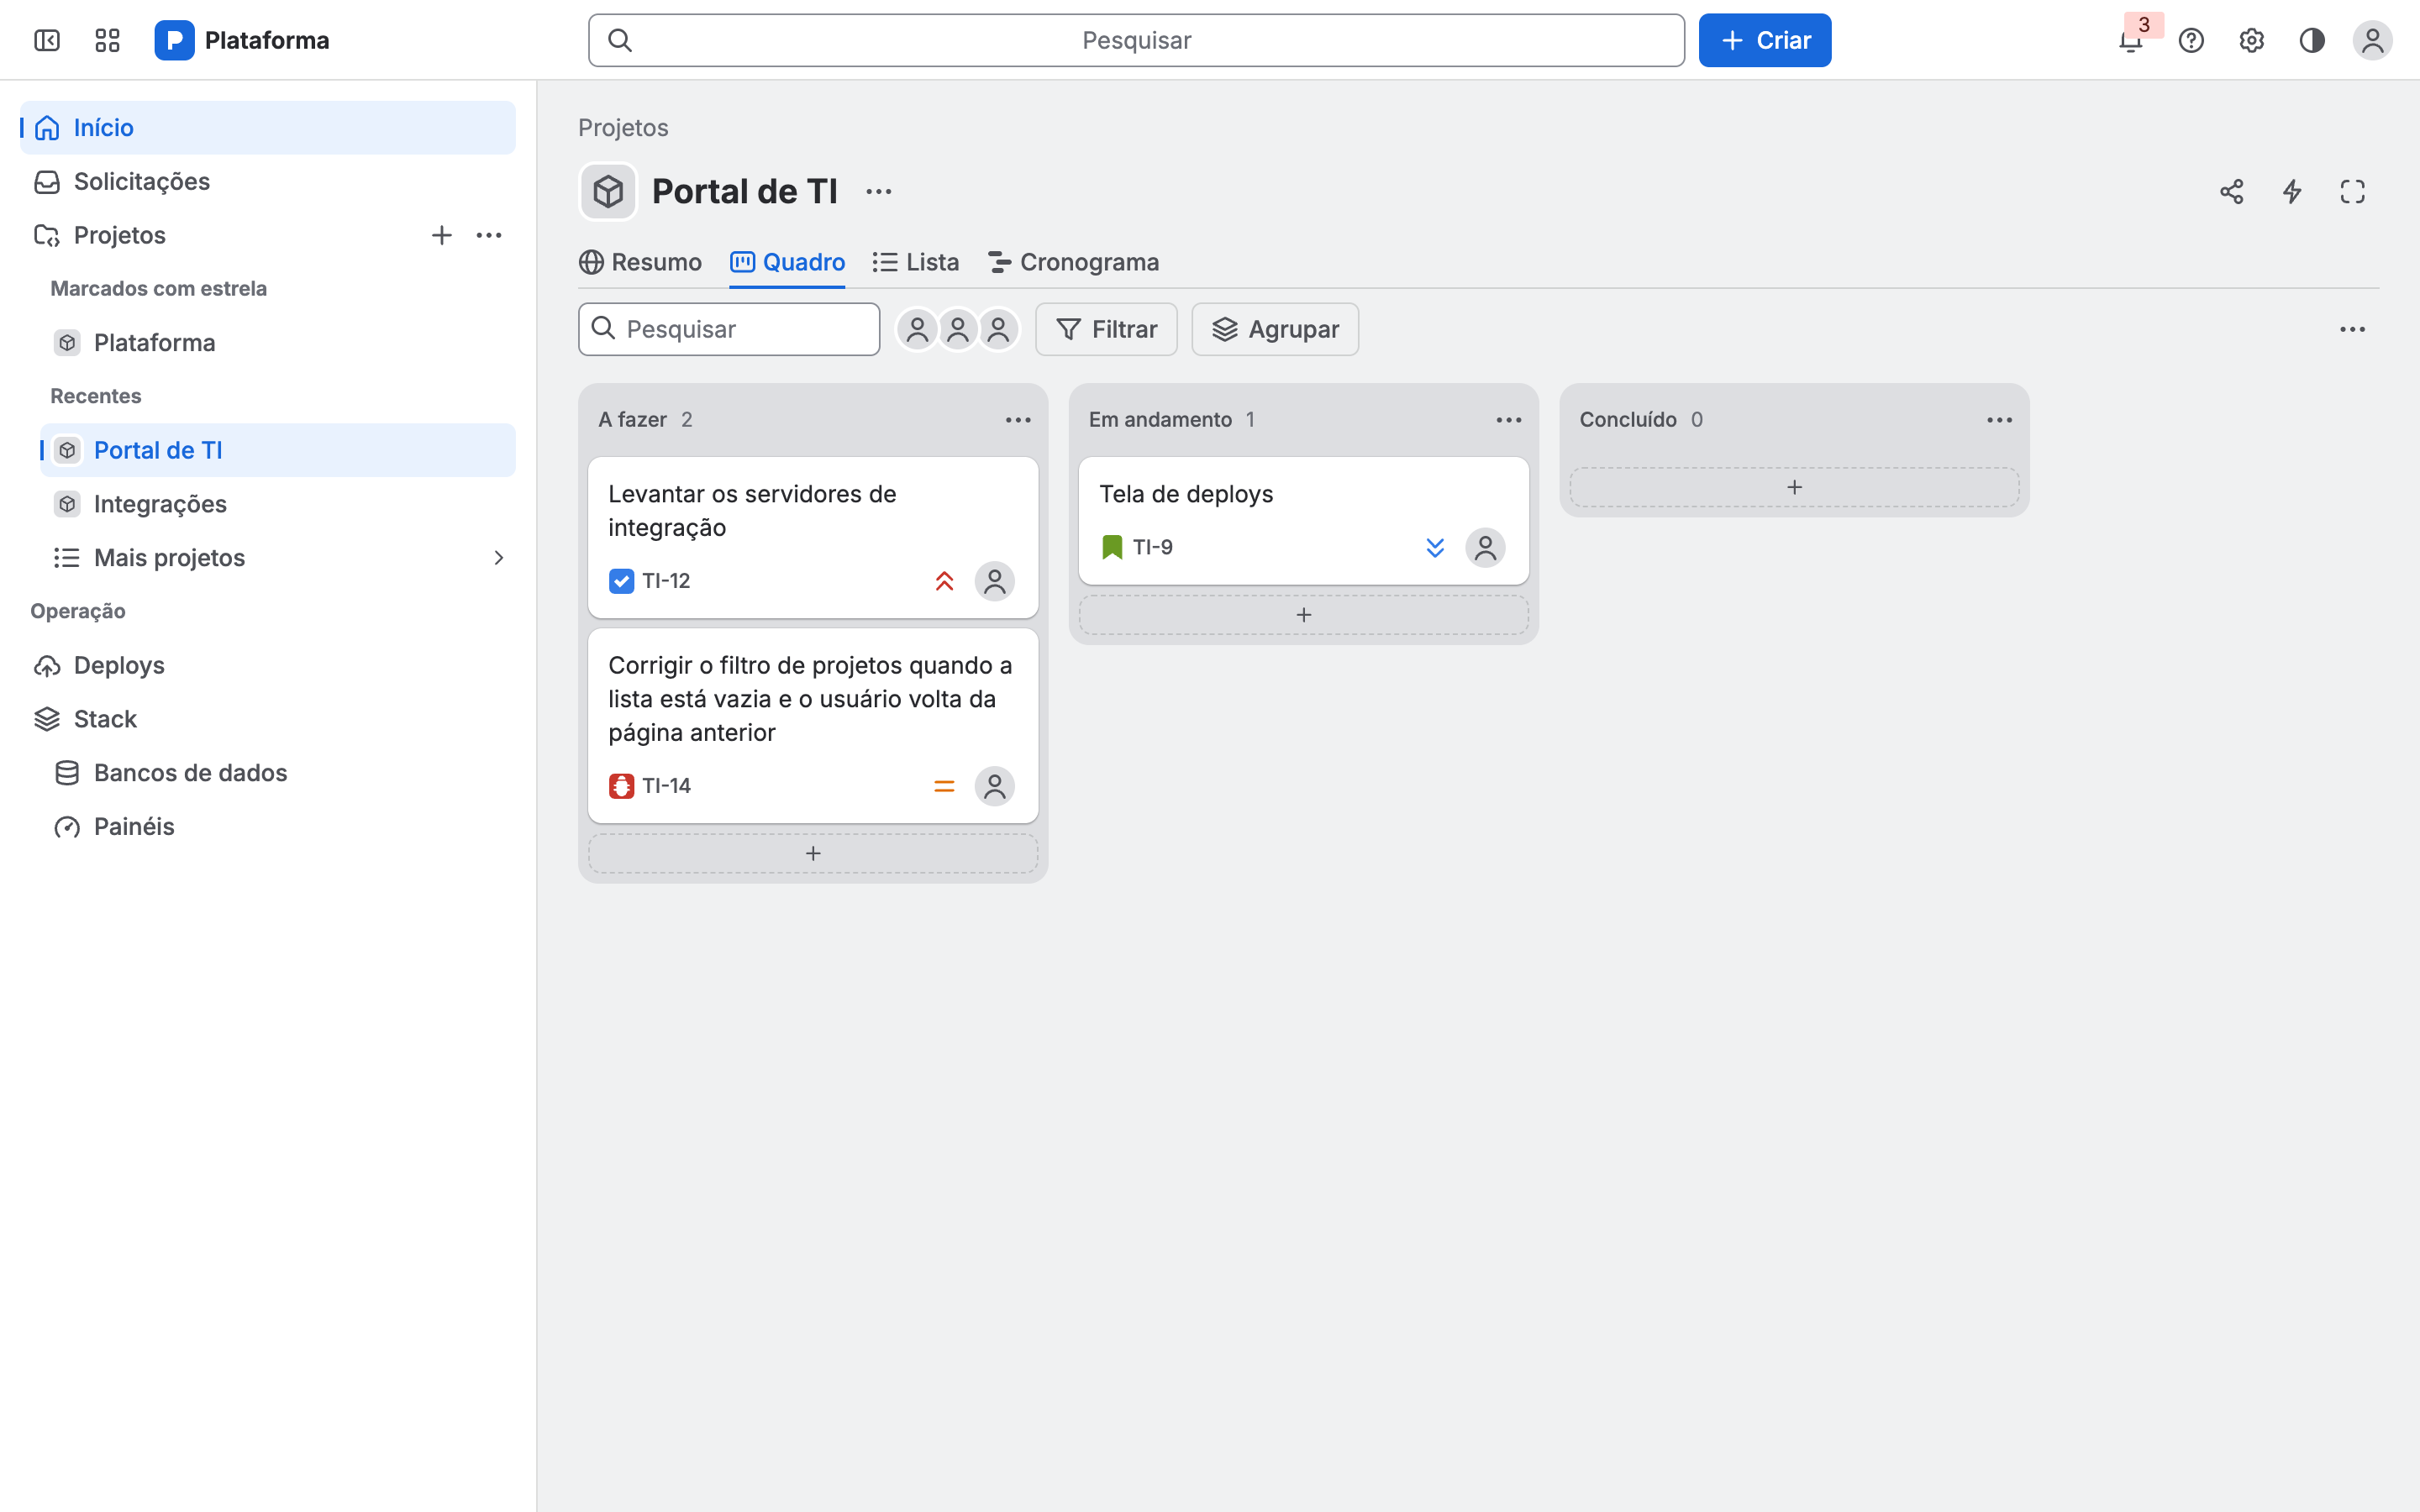 P Plataforma
Pesquisar
Criar
3
Início
Solicitações
Projetos
Marcados com estrela
Plataforma
Recentes
Portal de TI
Integrações
Mais projetos
Operação
Deploys
Stack
Bancos de dados
Painéis
Projetos
Portal de TI
Resumo
Quadro
Lista
Cronograma
Pesquisar
Filtrar
Agrupar
A fazer 2
Levantar os servidores de
integração
TI-12
Corrigir o filtro de projetos quando a
lista está vazia e o usuário volta da
página anterior
TI-14
Em andamento 1
Tela de deploys
TI-9
Concluído 0